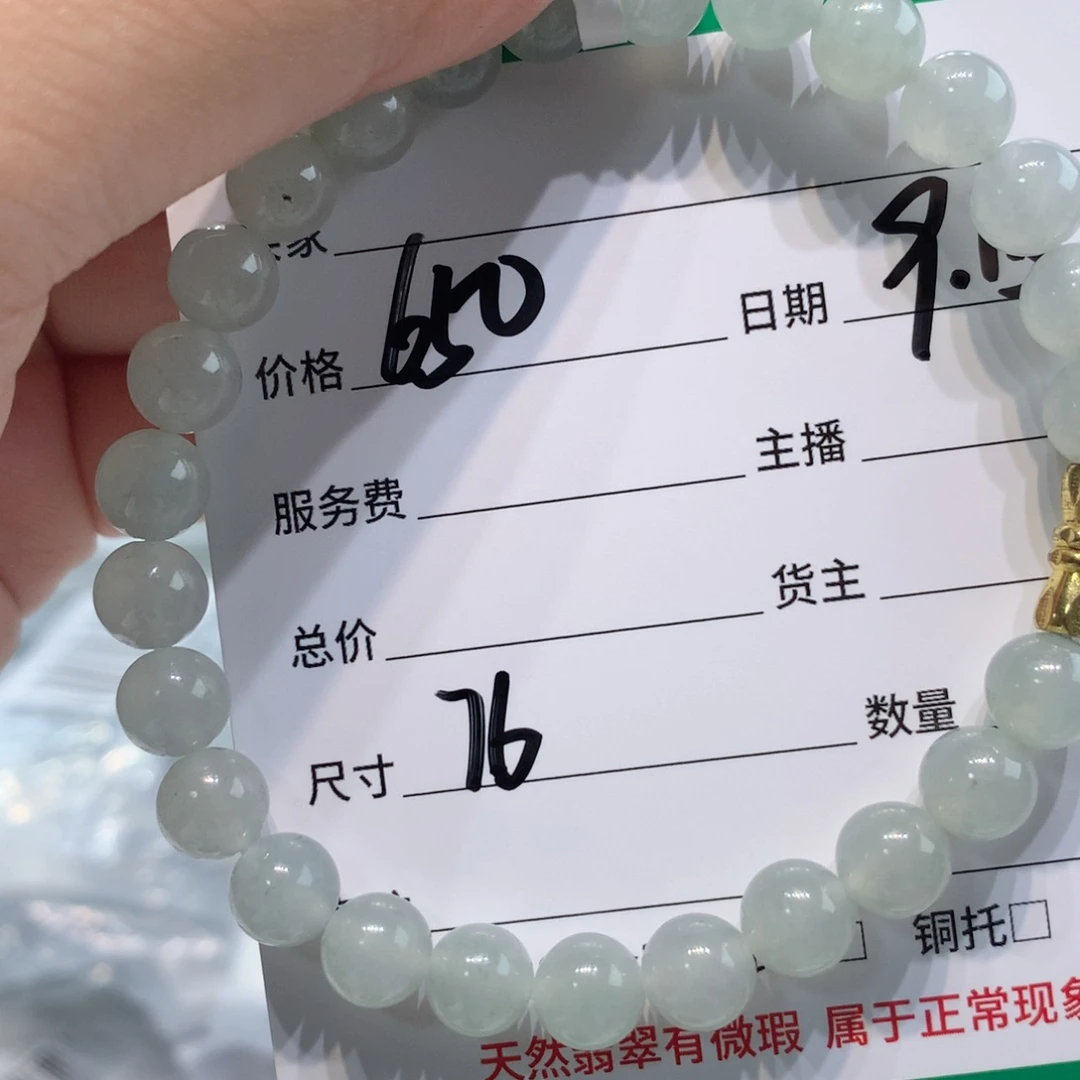 家
价格 650 日期 9.15
服务费 主播
总价 货主
尺寸 76 数量
铜托□
天然翡翠有微瑕 属于正常现象